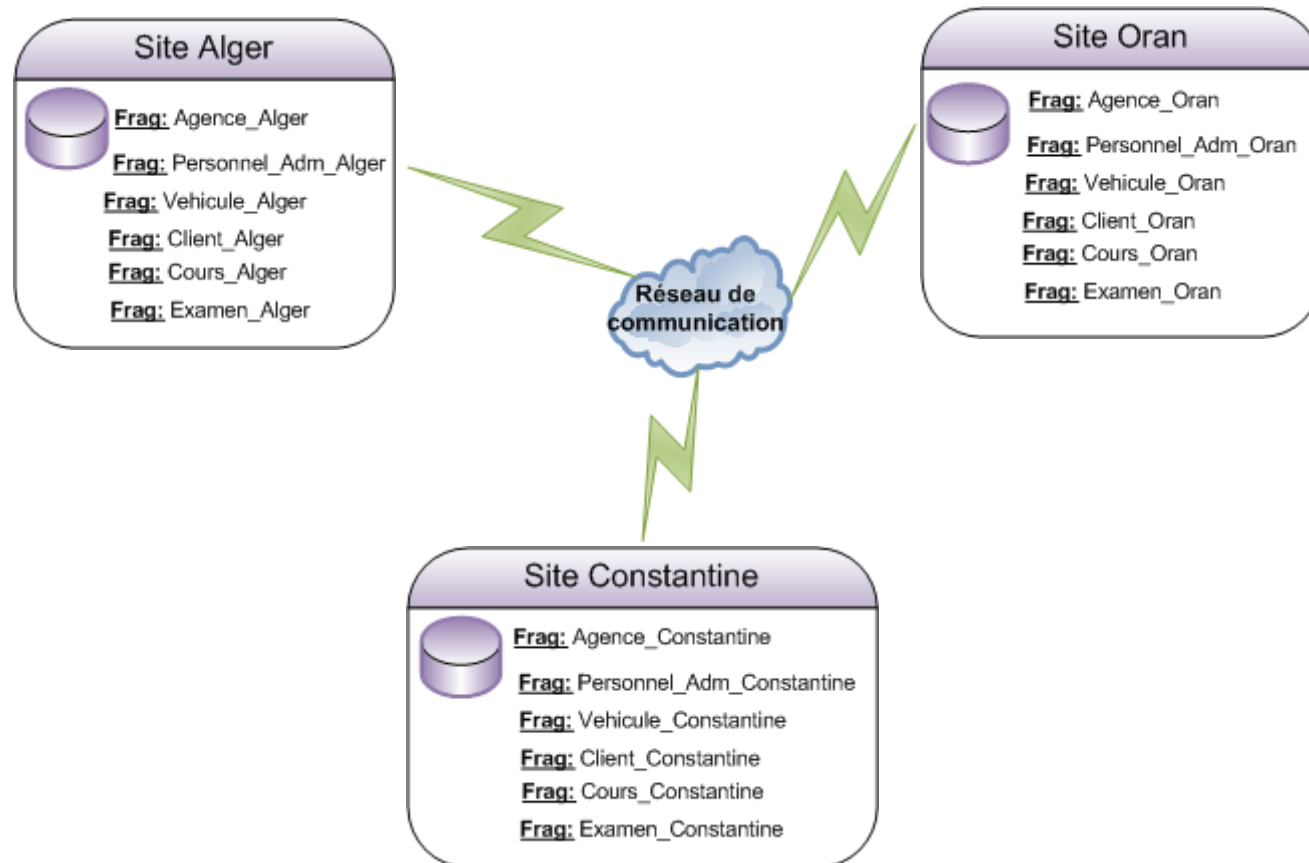 Site Alger
Frag: Agence_Alger
Frag: Personnel_Adm_Alger
Frag: Vehicule_Alger
Frag: Client_Alger
Frag: Cours_Alger
Frag: Examen_Alger
Site Oran
Frag: Agence_Oran
Frag: Personnel_Adm_Oran
Frag: Vehicule_Oran
Frag: Client_Oran
Frag: Cours_Oran
Frag: Examen_Oran
Réseau de
communication
Site Constantine
Frag: Agence_Constantine
Frag: Personnel_Adm_Constantine
Frag: Vehicule_Constantine
Frag: Client_Constantine
Frag: Cours_Constantine
Frag: Examen_Constantine